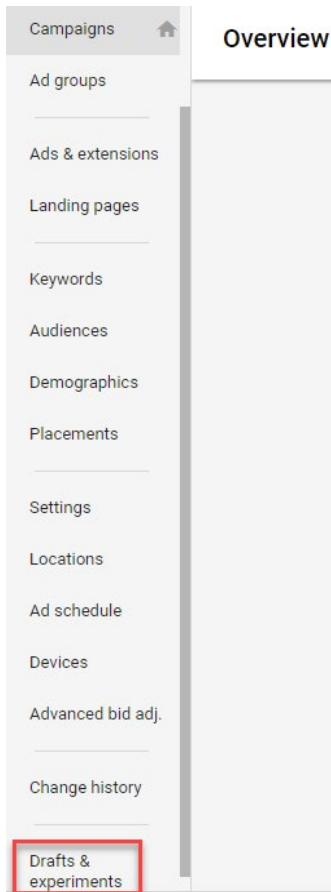 Campaigns
Overview
Ad groups
Ads & extensions
Landing pages
Keywords
Audiences
Demographics
Placements
Settings
Locations
Ad schedule
Devices
Advanced bid adj.
Change history
Drafts &
experiments